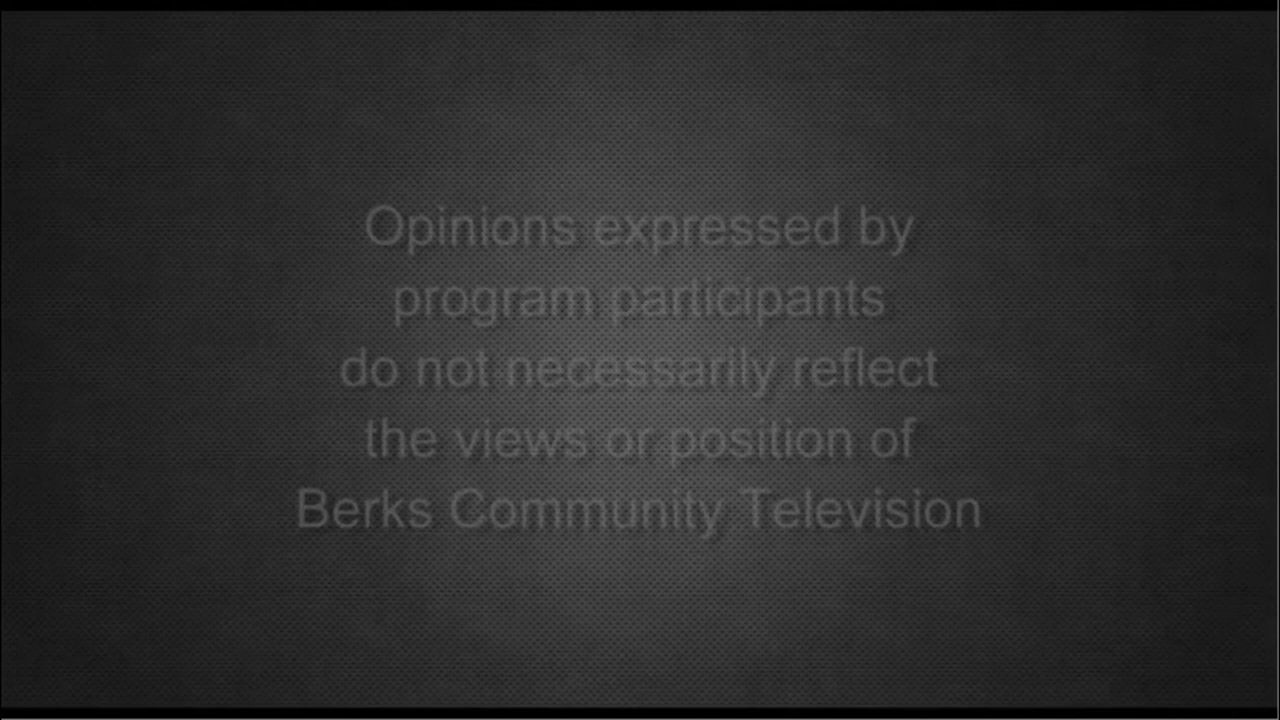 Opinions expressed by
program participants
do not necessarily reflect
the views or position of
Berks Community Television